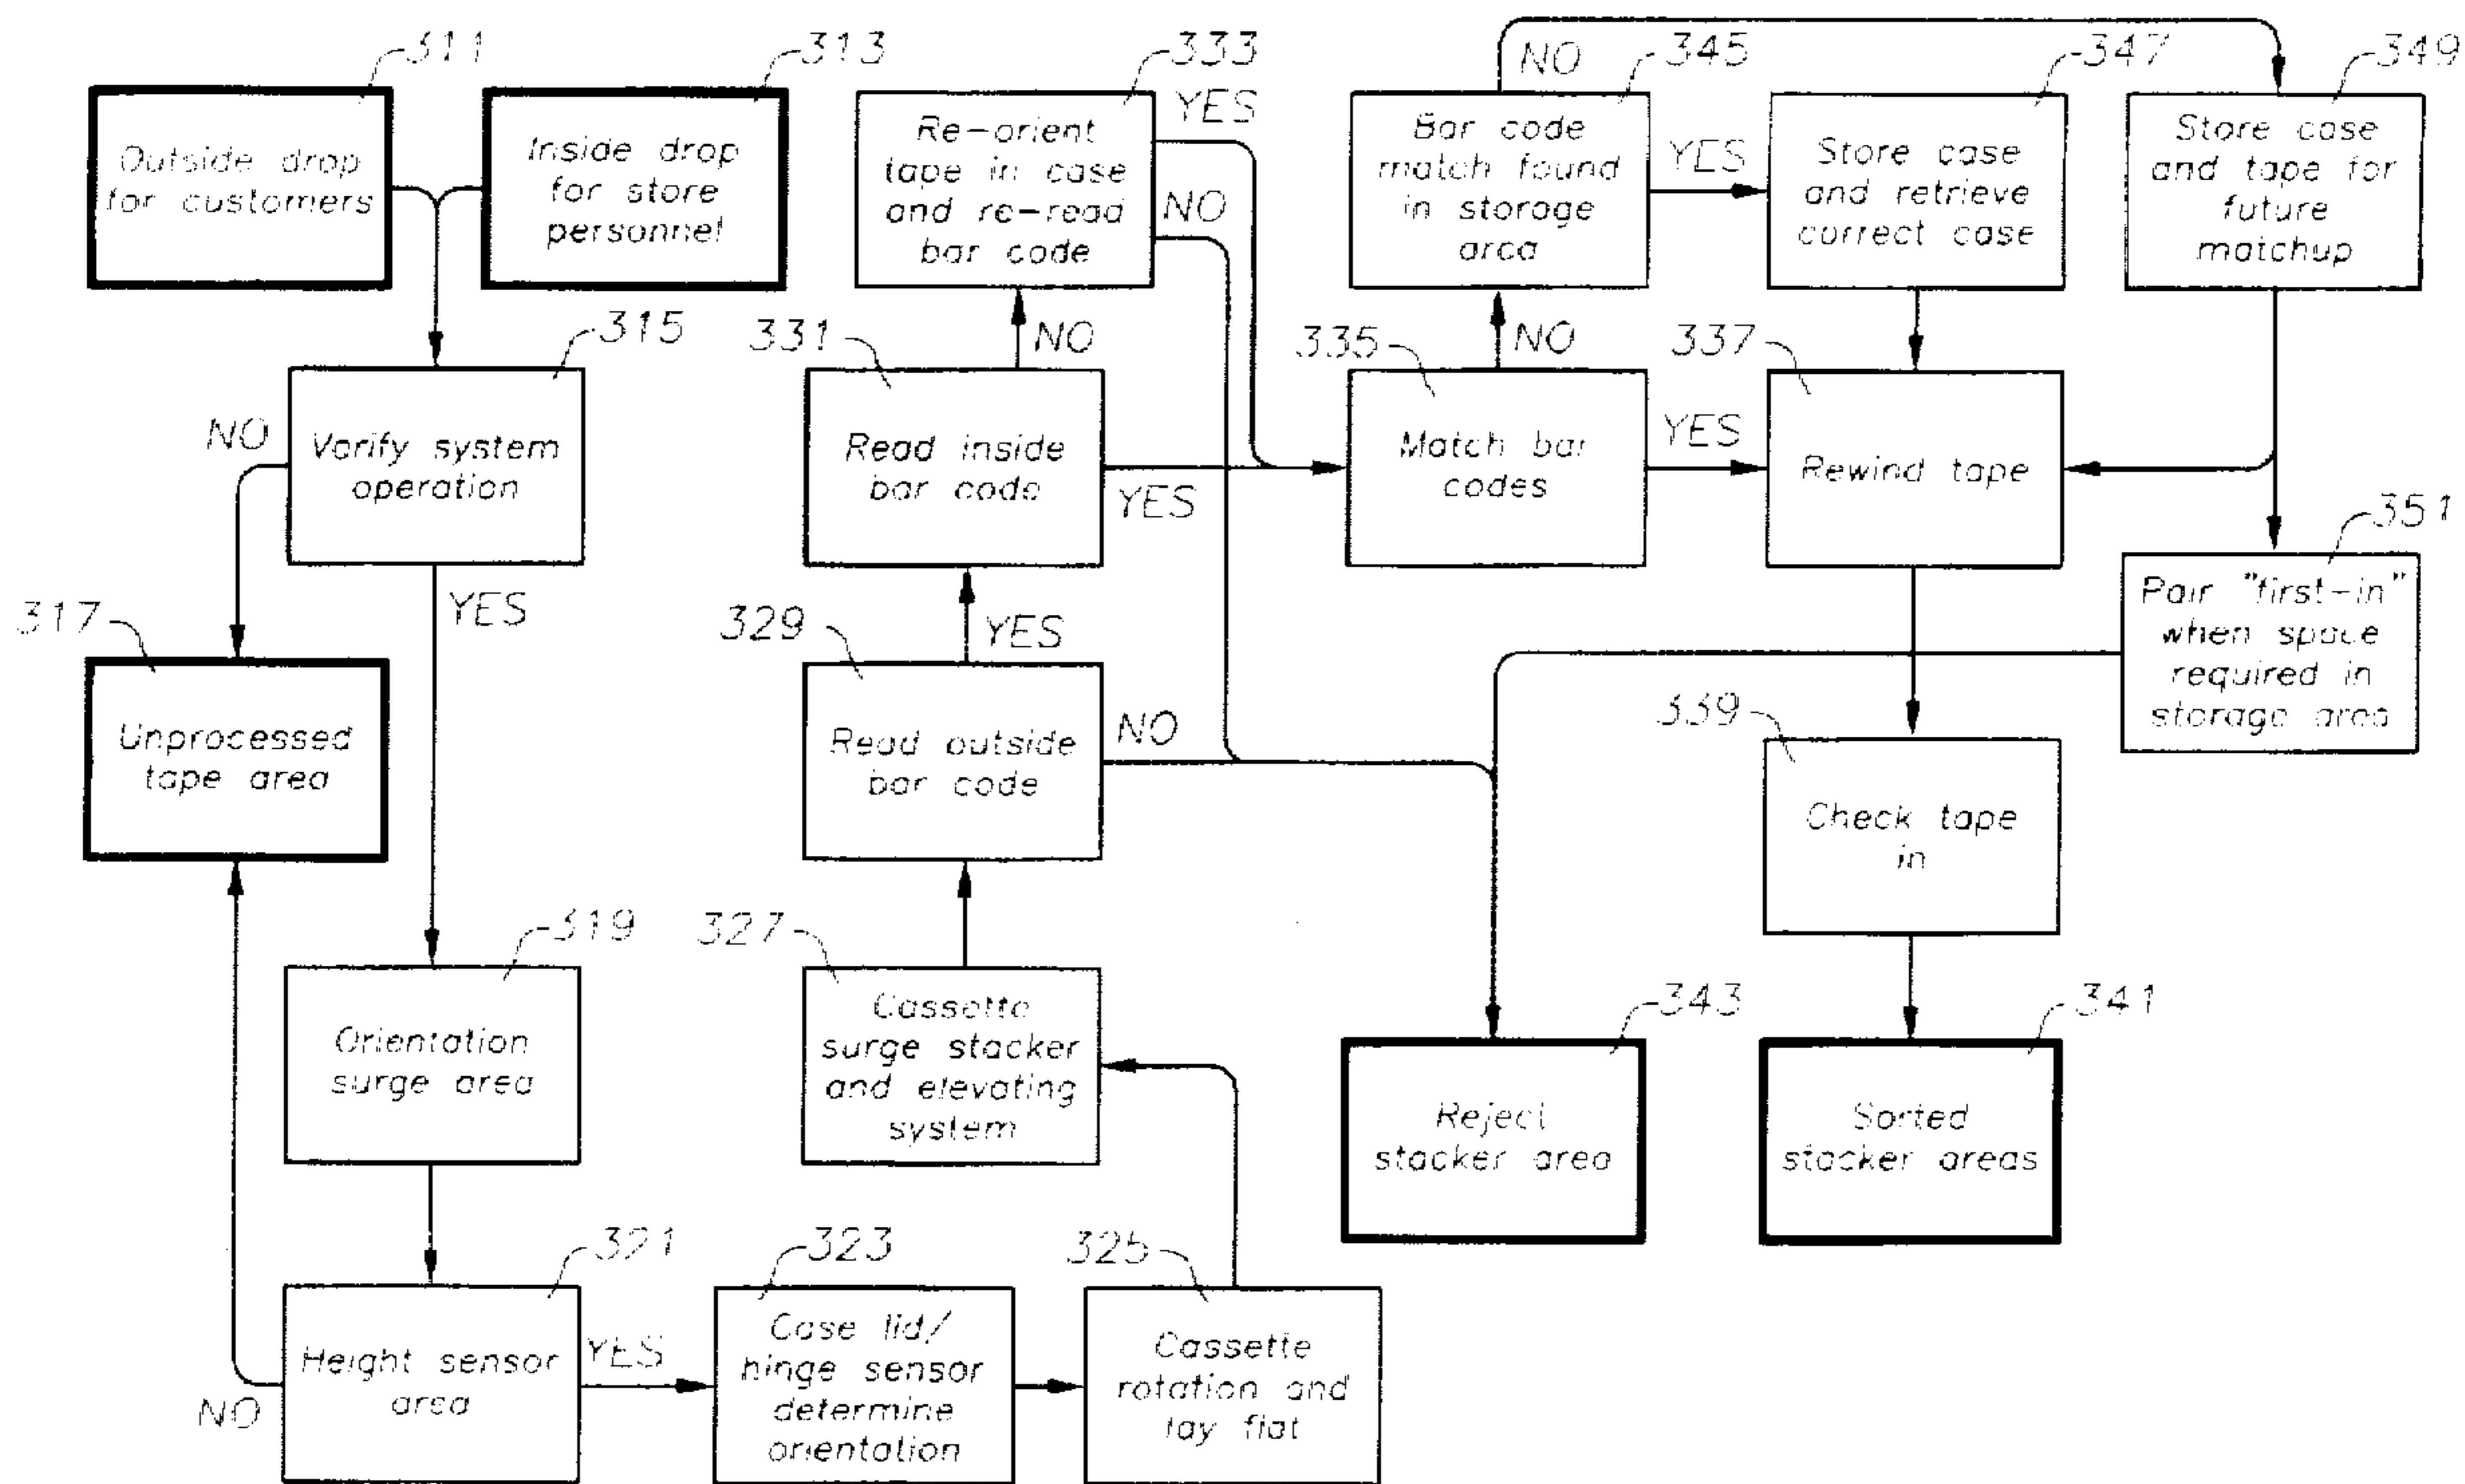 311
313
333
345
347
349
Outside drop
for customers
Inside drop
for store
personnel
Re-orient
tape in case
and re-read
bar code
YES
NO
NO
Bar code
match found
in storage
area
YES
Store case
and retrieve
correct case
Store case
and tape for
future
matchup
315
331
NO
335
NO
337
NO
Verify system
operation
YES
Read inside
bar code
YES
Match bar
codes
YES
Rewind tape
351
Pair "first-in"
when space
required in
storage area
317
Unprocessed
tape area
329
YES
Read outside
bar code
NO
339
Check tape
in
319
Orientation
surge area
327
Cassette
surge stacker
and elevating
system
343
Reject
stacker area
341
Sorted
stacker areas
321
Height sensor
area
NO
YES
323
Case lid/
hinge sensor
determine
orientation
325
Cassette
rotation and
lay flat